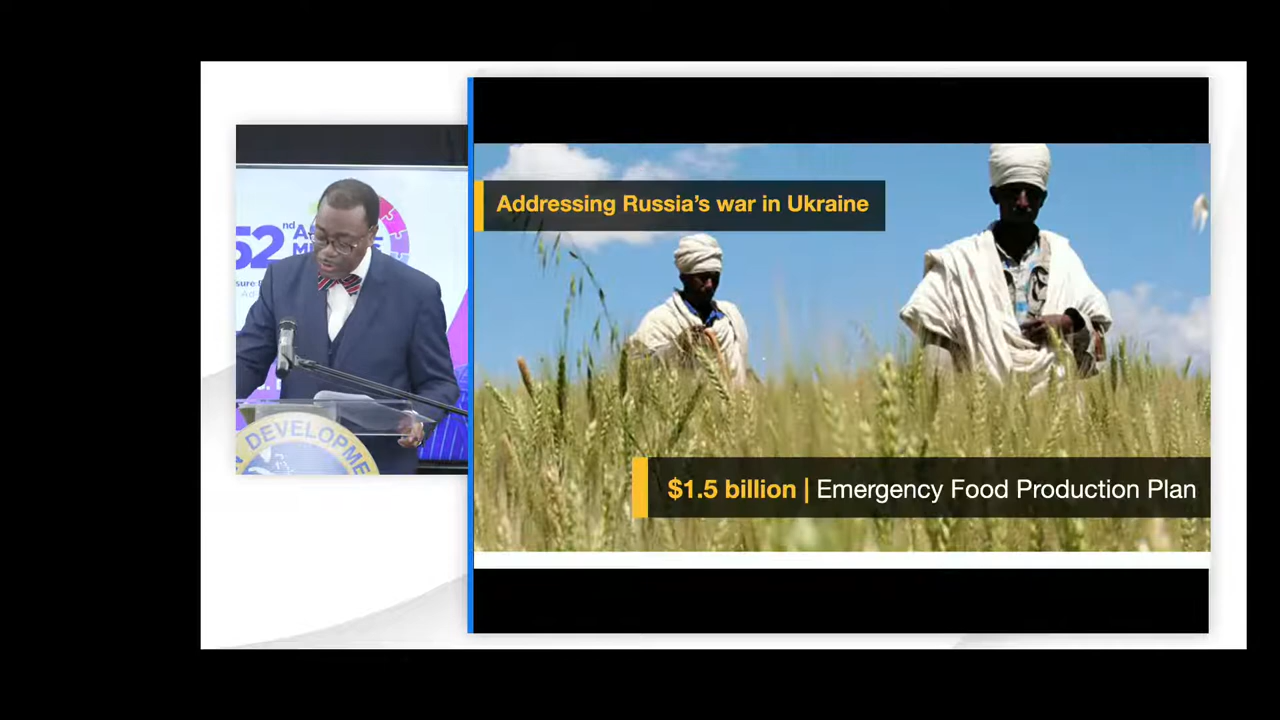 Addressing Russia's war in Ukraine
52nd
DEVELOPME
$1.5 billion | Emergency Food Production Plan